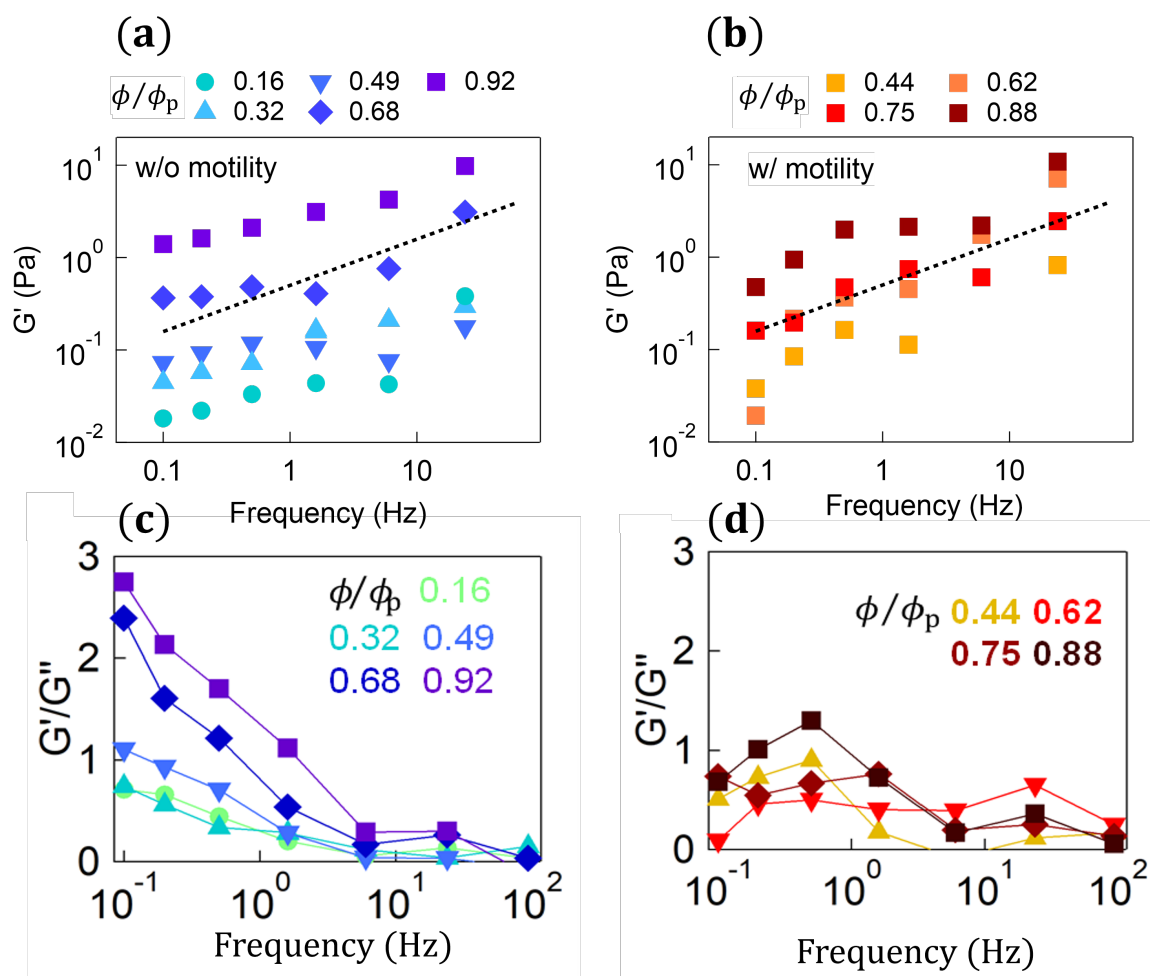 (a)
ϕ/ϕp 0.16 0.49 0.92
0.32 0.68
w/o motility
10^1
10^0
10^-1
10^-2
G' (Pa)
0.1 1 10
Frequency (Hz)
(b)
ϕ/ϕp 0.44 0.62
0.75 0.88
w/ motility
10^1
10^0
10^-1
10^-2
G' (Pa)
0.1 1 10
Frequency (Hz)
(c)
3
2
1
0
G'/G"
ϕ/ϕp 0.16
0.32 0.49
0.68 0.92
10^-1 10^0 10^1 10^2
Frequency (Hz)
(d)
3
2
1
0
G'/G"
ϕ/ϕp 0.44 0.62
0.75 0.88
10^-1 10^0 10^1 10^2
Frequency (Hz)